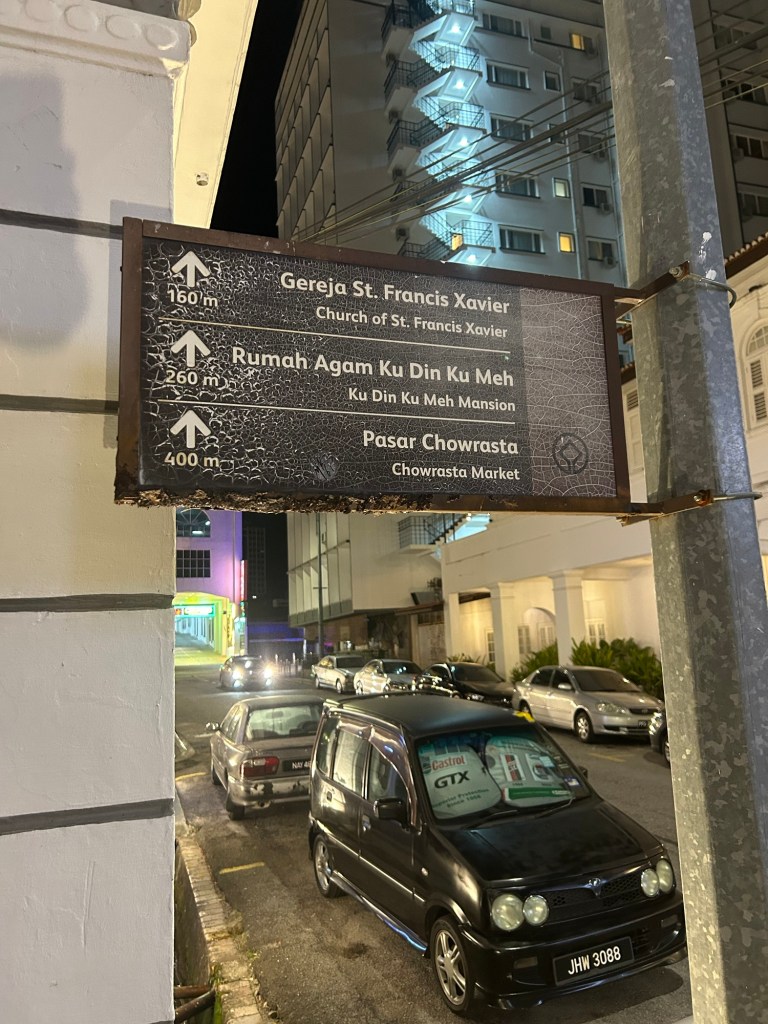 Gereja St. Francis Xavier
Church of St. Francis Xavier
160 m
Rumah Agam Ku Din Ku Meh
Ku Din Ku Meh Mansion
260 m
Pasar Chowrasta
Chowrasta Market
400 m
Castrol
GTX
JHW 3088